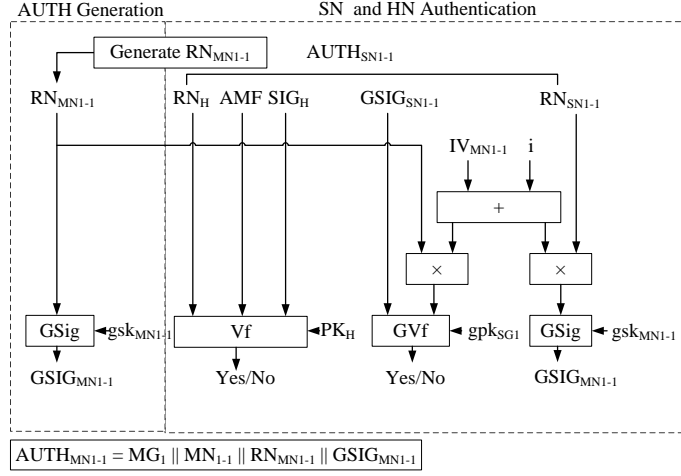 AUTH Generation
SN and HN Authentication
Generate RN_MN1-1
AUTH_SN1-1
RN_MN1-1
RN_H AMF SIG_H GSIG_SN1-1 RN_SN1-1
IV_MN1-1 i
+
× ×
GSig gsk_MN1-1 Vf PK_H GVf gpk_SG1 GSig gsk_MN1-1
GSIG_MN1-1 Yes/No Yes/No GSIG_MN1-1
AUTH_MN1-1 = MG_1 || MN_1-1 || RN_MN1-1 || GSIG_MN1-1